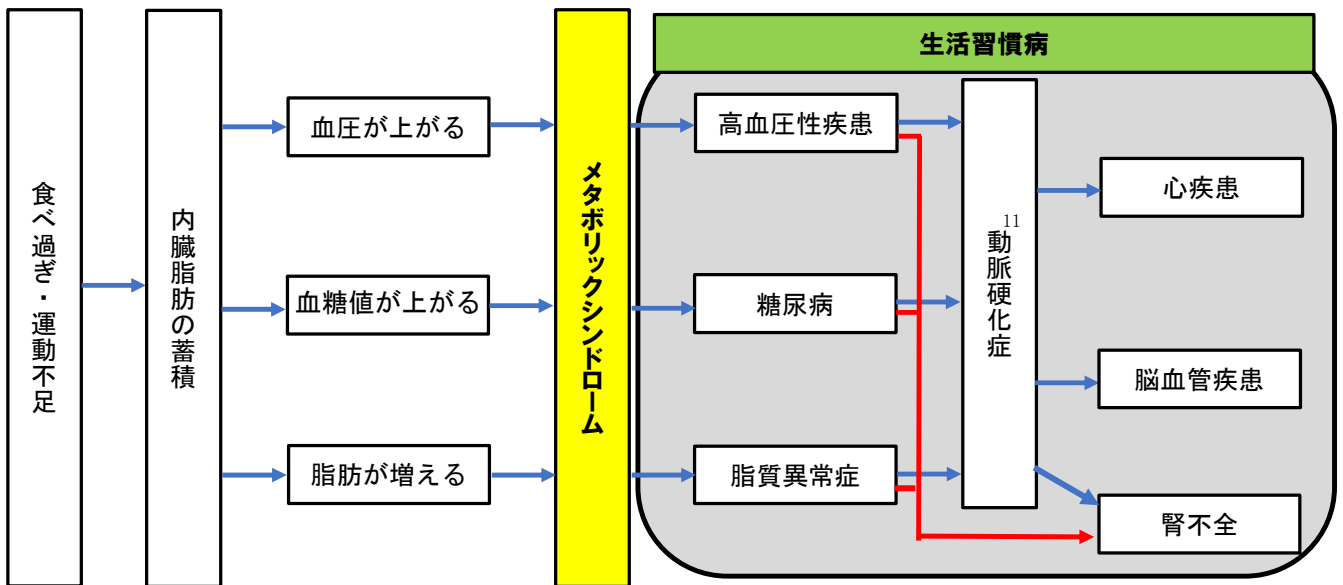 食べ過ぎ・運動不足
内臓脂肪の蓄積
血圧が上がる
血糖値が上がる
脂肪が増える
メタボリックシンドローム
生活習慣病
高血圧性疾患
糖尿病
脂質異常症
動脈硬化症11
心疾患
脳血管疾患
腎不全